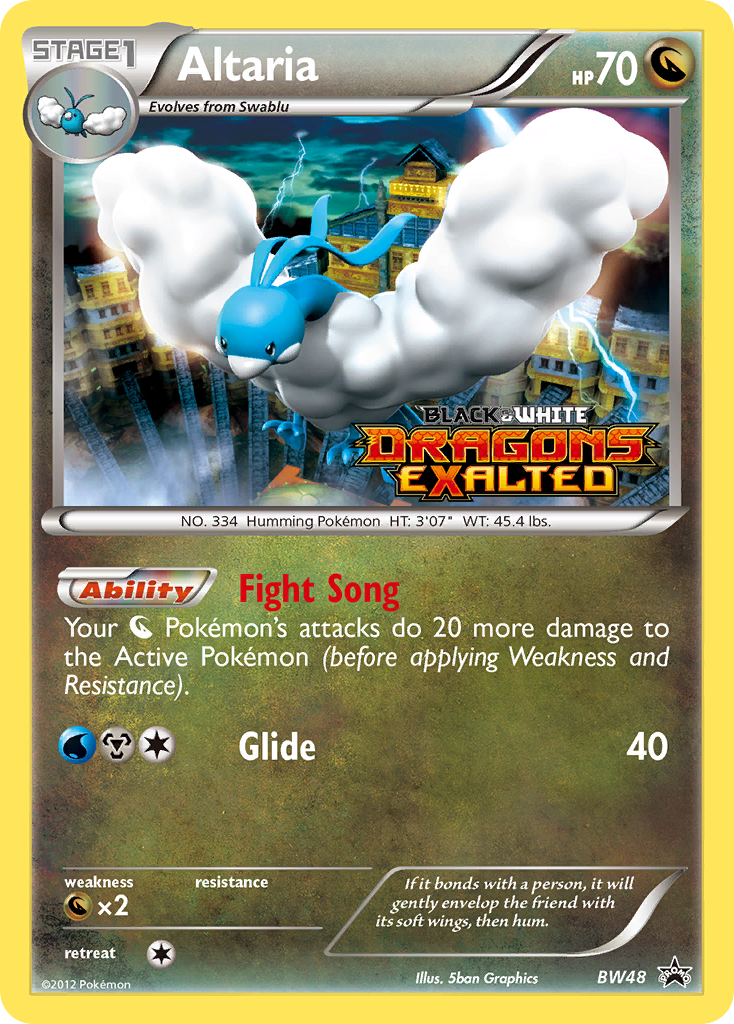 STAGE1
Altaria
HP70
Evolves from Swablu
BLACK&WHITE
DRAGONS
EXALTED
NO. 334 Humming Pokémon HT: 3'07" WT: 45.4 lbs.
Ability Fight Song
Your Pokémon's attacks do 20 more damage to
the Active Pokémon (before applying Weakness and
Resistance).
Glide 40
weakness resistance
×2
retreat
If it bonds with a person, it will
gently envelop the friend with
its soft wings, then hum.
©2012 Pokémon
Illus. 5ban Graphics
BW48
PROMO